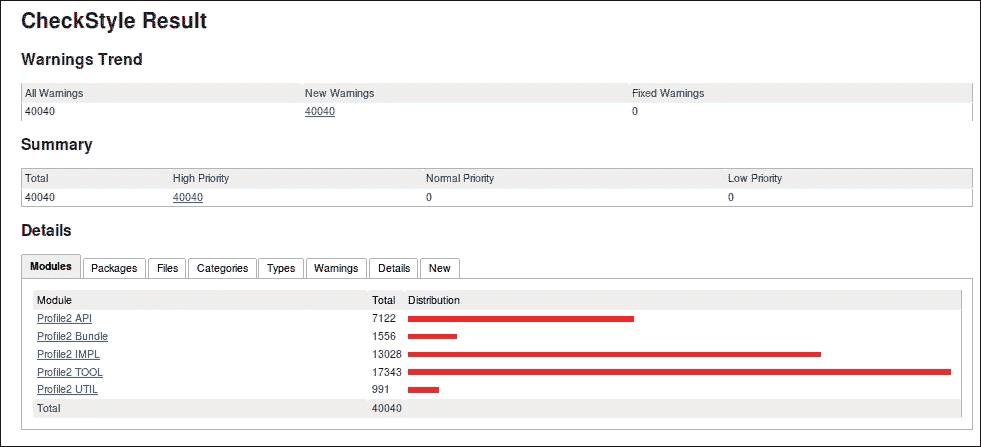 CheckStyle Result
Warnings Trend
All Warnings New Warnings Fixed Warnings
40040 40040 0
Summary
Total High Priority Normal Priority Low Priority
40040 40040 0 0
Details
Modules Packages Files Categories Types Warnings Details New
Module Total Distribution
Profile2 API 7122
Profile2 Bundle 1556
Profile2 IMPL 13028
Profile2 TOOL 17343
Profile2 UTIL 991
Total 40040